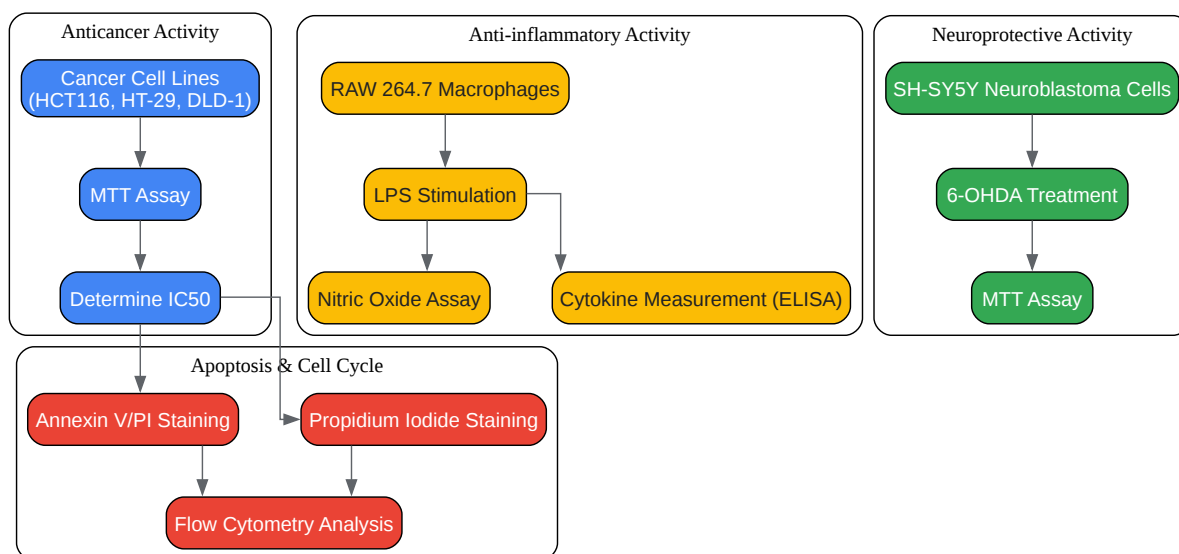 Anticancer Activity
Cancer Cell Lines
(HCT116, HT-29, DLD-1)
MTT Assay
Determine IC50
Anti-inflammatory Activity
RAW 264.7 Macrophages
LPS Stimulation
Nitric Oxide Assay
Cytokine Measurement (ELISA)
Neuroprotective Activity
SH-SY5Y Neuroblastoma Cells
6-OHDA Treatment
MTT Assay
Apoptosis & Cell Cycle
Annexin V/PI Staining
Propidium Iodide Staining
Flow Cytometry Analysis